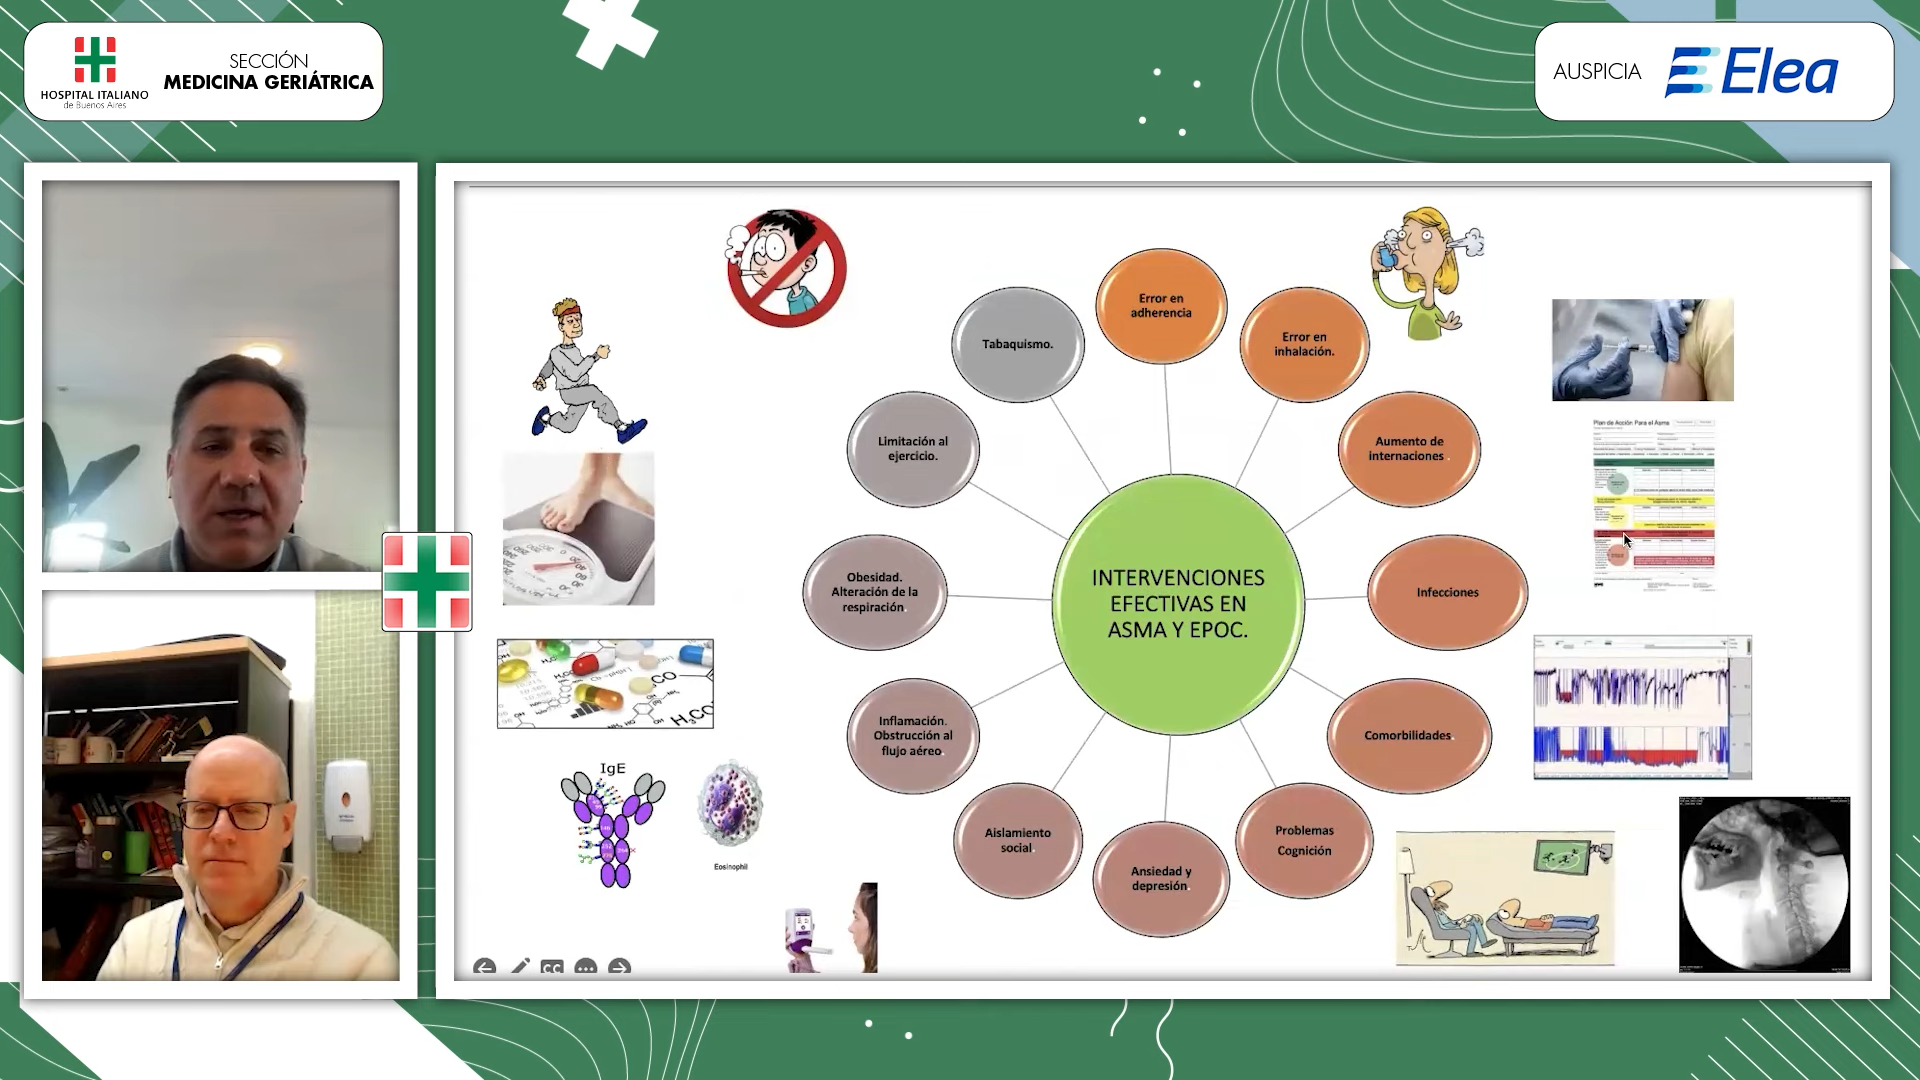 HOSPITAL ITALIANO
de Buenos Aires
SECCIÓN
MEDICINA GERIÁTRICA
AUSPICIA
Elea
Error en
adherencia
Error en
inhalación.
Aumento de
internaciones .
Infecciones
Comorbilidades.
Problemas
Cognición
Ansiedad y
depresión.
Aislamiento
social.
Inflamación.
Obstrucción al
flujo aéreo.
Obesidad.
Alteración de la
respiración.
Limitación al
ejercicio.
Tabaquismo.
INTERVENCIONES
EFECTIVAS EN
ASMA Y EPOC.
Plan de Acción Para el Asma
IgE
Eosinophil
CC